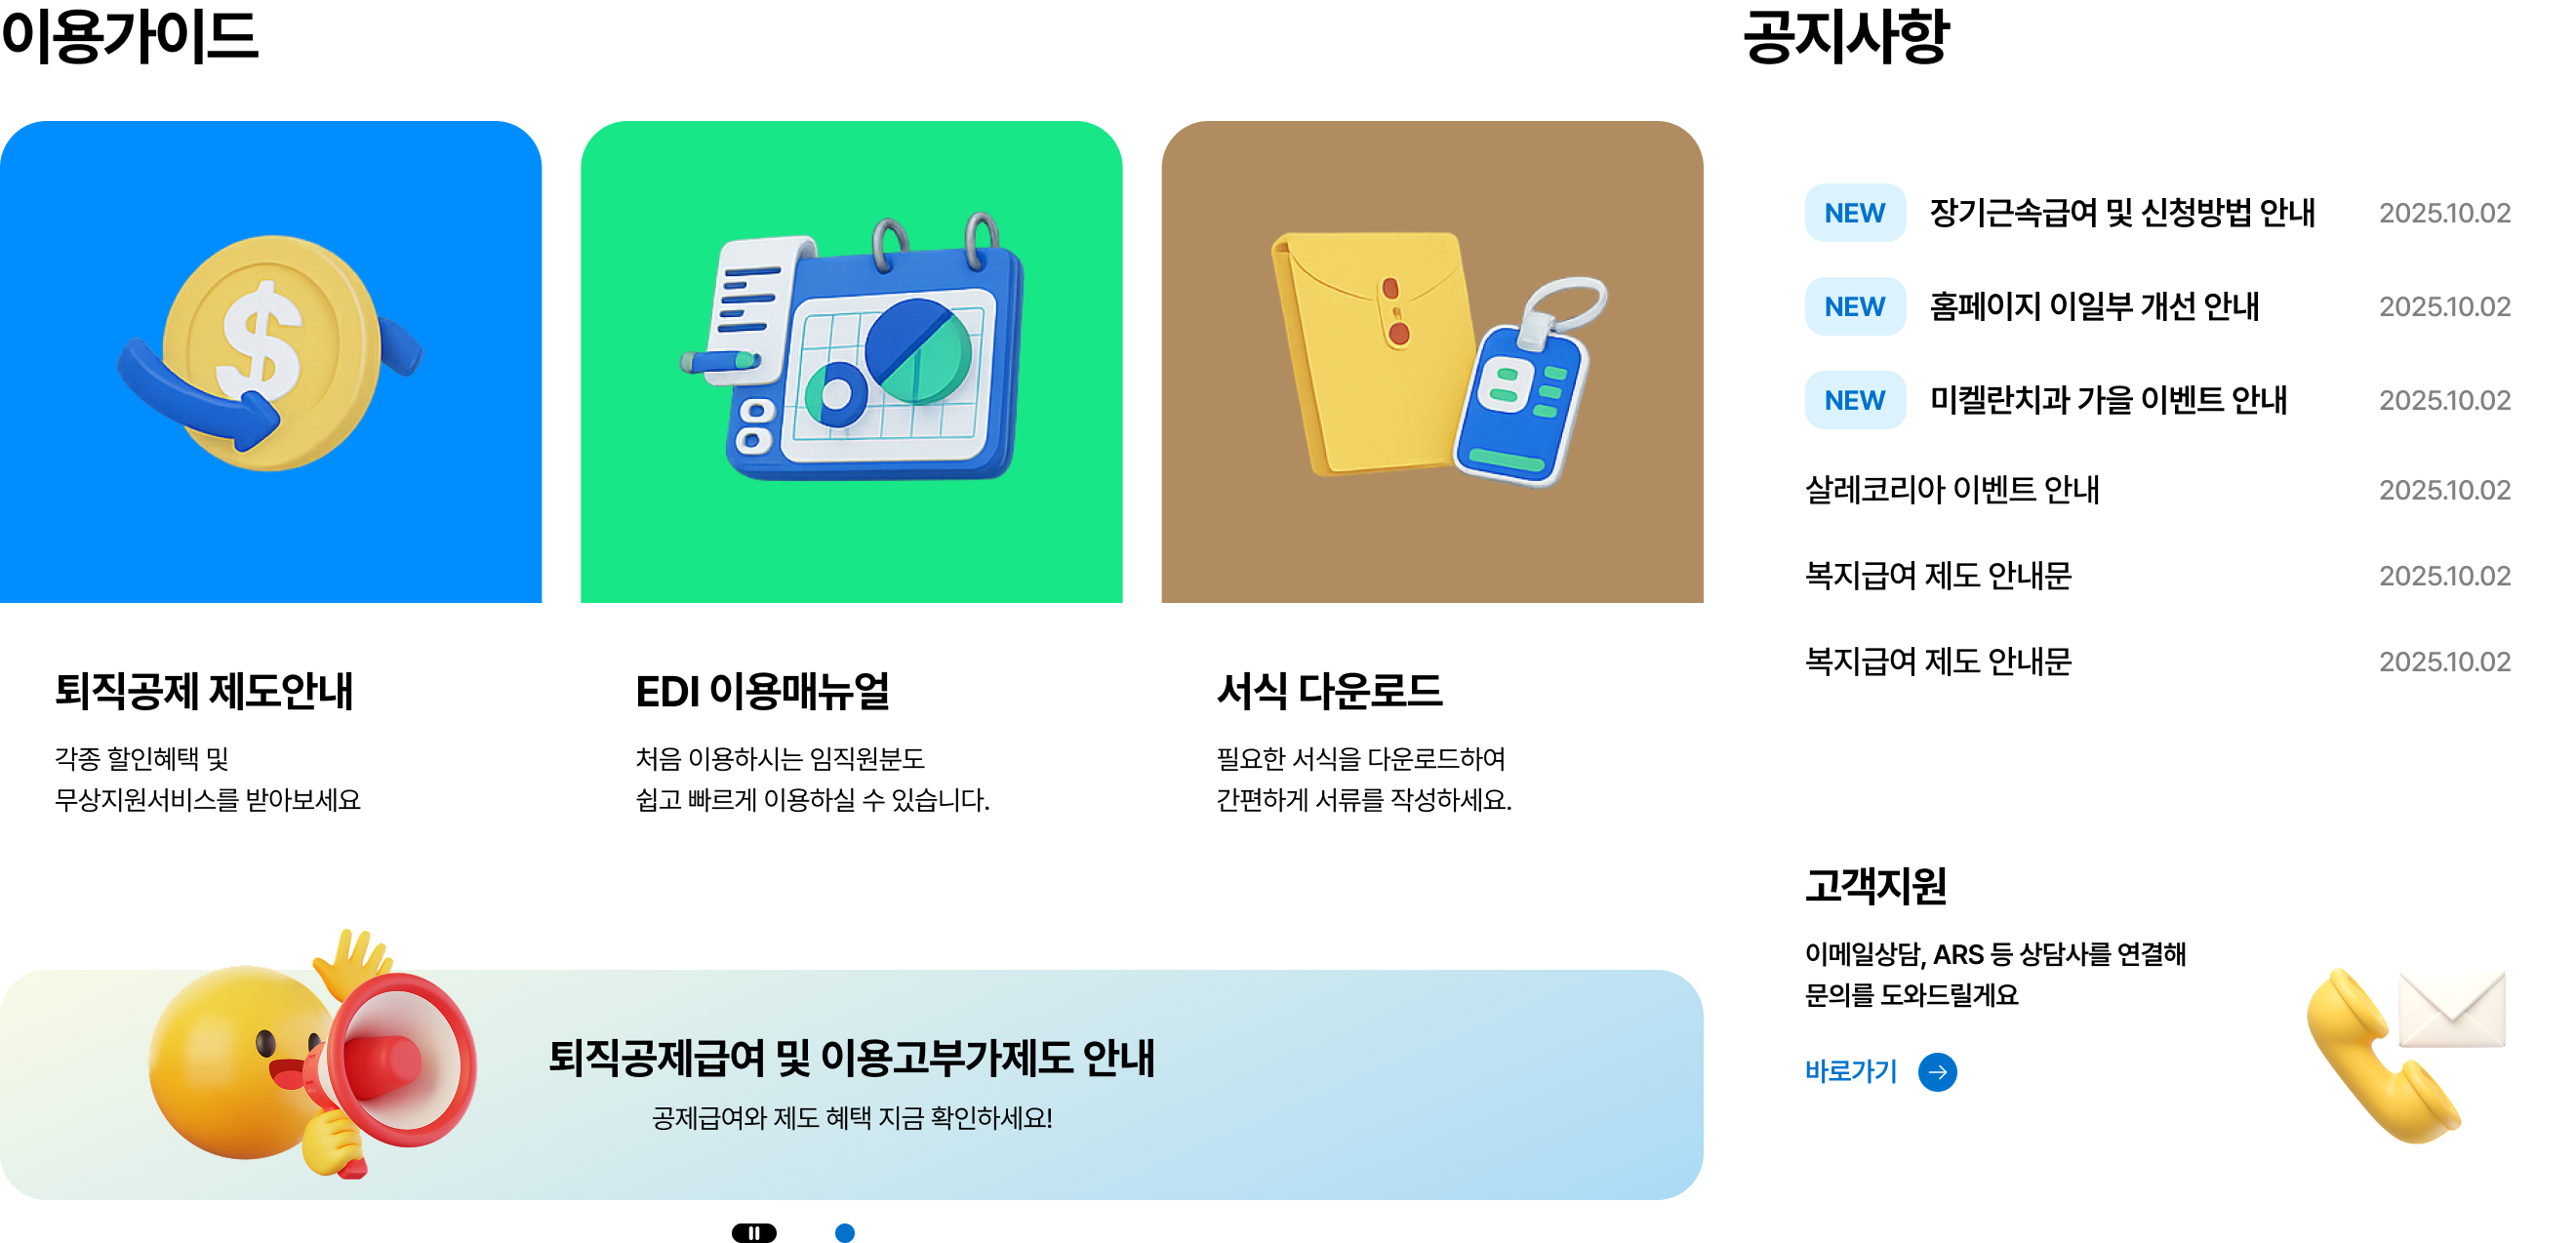 이용가이드
퇴직공제 제도안내
각종 할인혜택 및
무상지원서비스를 받아보세요
EDI 이용매뉴얼
처음 이용하시는 임직원분도
쉽고 빠르게 이용하실 수 있습니다.
서식 다운로드
필요한 서식을 다운로드하여
간편하게 서류를 작성하세요.
퇴직공제급여 및 이용고부가제도 안내
공제급여와 제도 혜택 지금 확인하세요!
공지사항
NEW 장기근속급여 및 신청방법 안내 2025.10.02
NEW 홈페이지 이일부 개선 안내 2025.10.02
NEW 미켈란치과 가을 이벤트 안내 2025.10.02
살레코리아 이벤트 안내 2025.10.02
복지급여 제도 안내문 2025.10.02
복지급여 제도 안내문 2025.10.02
고객지원
이메일상담, ARS 등 상담사를 연결해
문의를 도와드릴게요
바로가기